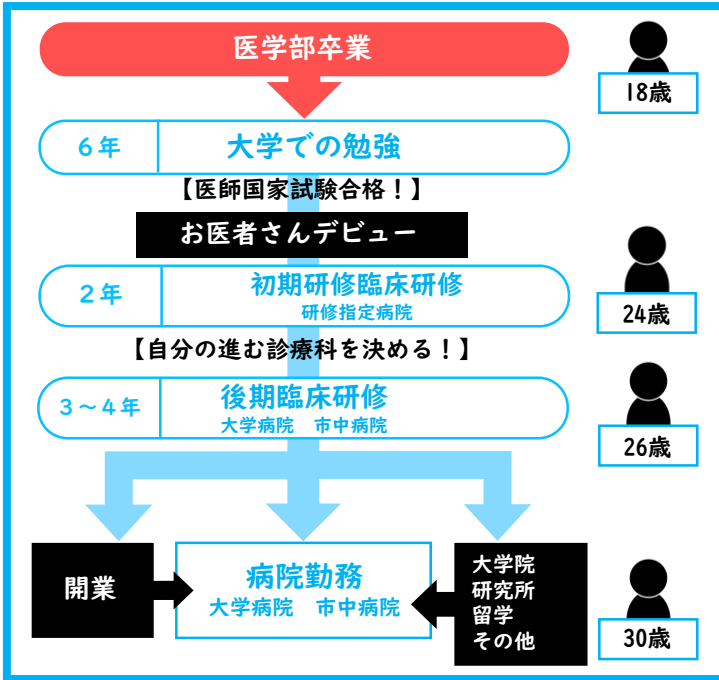 医学部卒業
18歳
6年 大学での勉強
【医師国家試験合格！】
お医者さんデビュー
2年 初期研修臨床研修
研修指定病院
24歳
【自分の進む診療科を決める！】
3～4年 後期臨床研修
大学病院 市中病院
26歳
開業
病院勤務
大学病院 市中病院
大学院
研究所
留学
その他
30歳